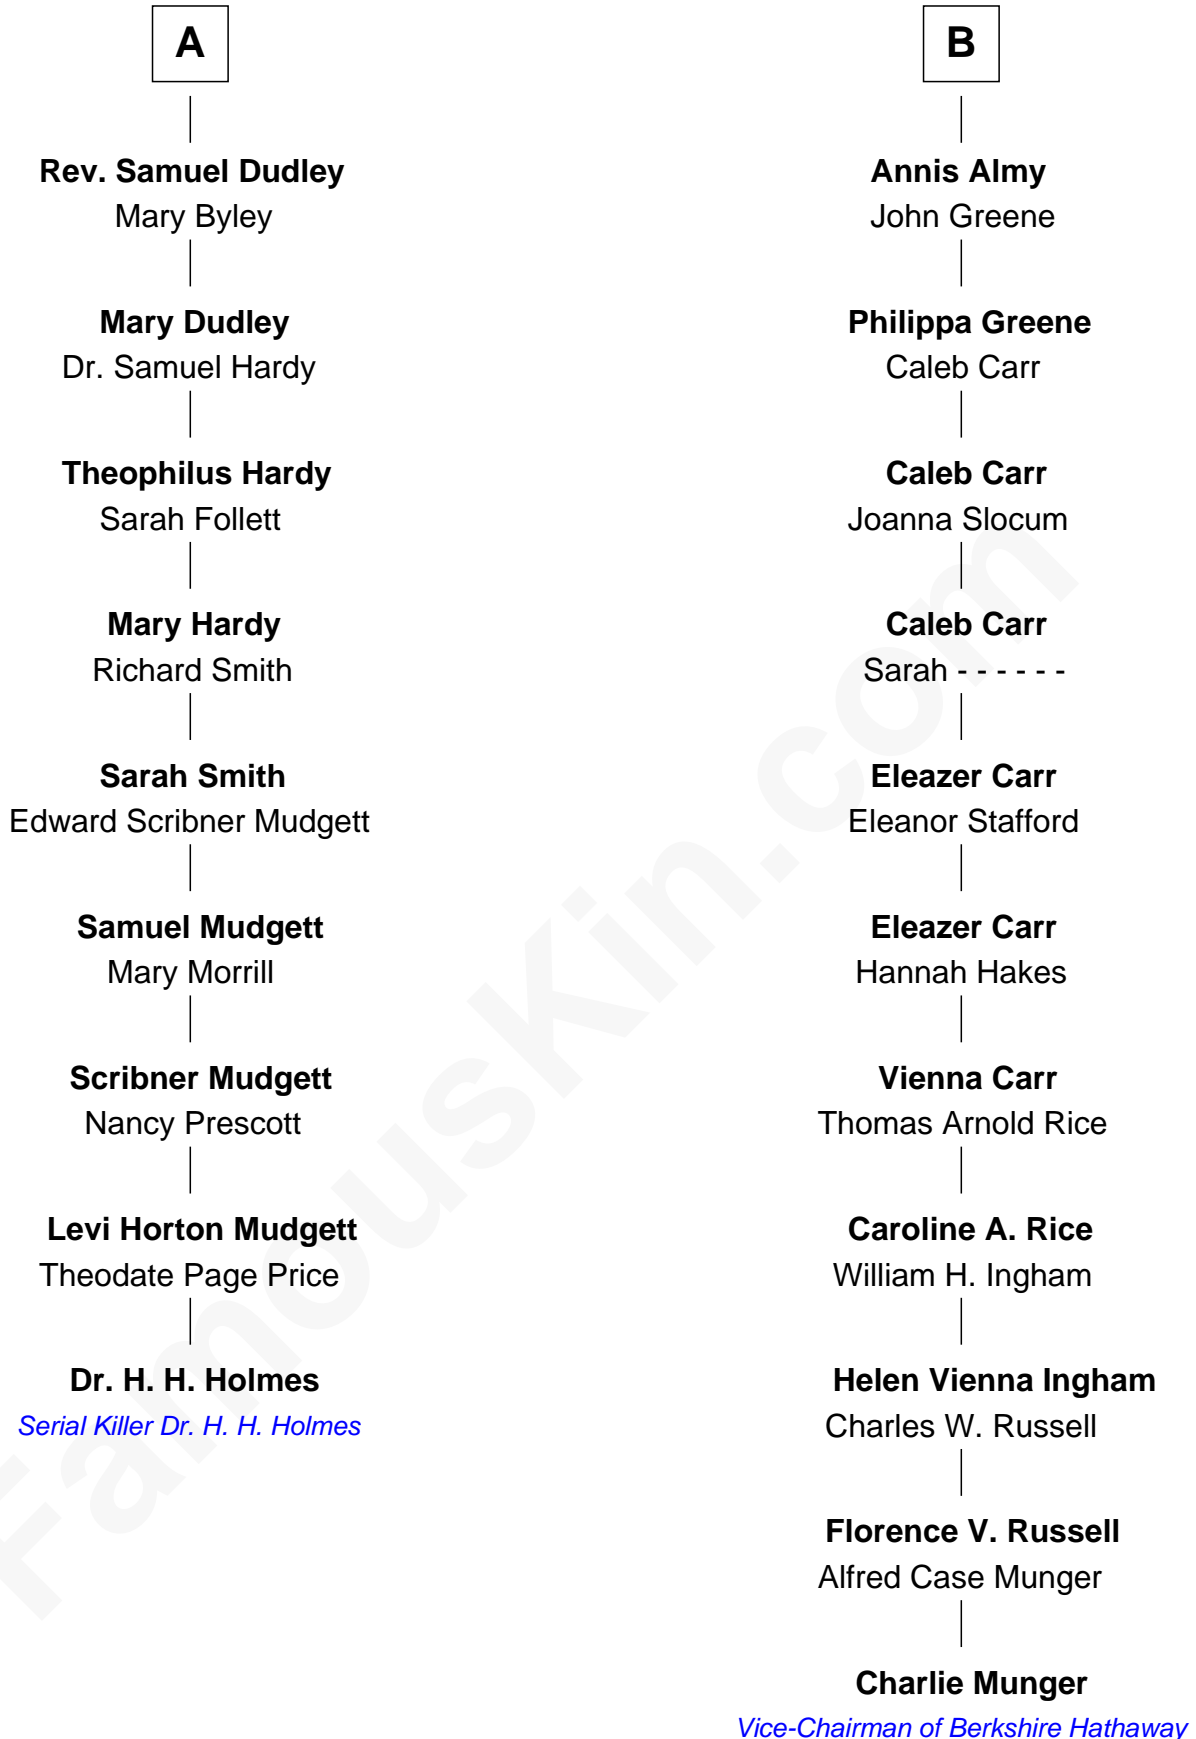 A
Rev. Samuel Dudley
Mary Byley
Mary Dudley
Dr. Samuel Hardy
Theophilus Hardy
Sarah Follett
Mary Hardy
Richard Smith
Sarah Smith
Edward Scribner Mudgett
Samuel Mudgett
Mary Morrill
Scribner Mudgett
Nancy Prescott
Levi Horton Mudgett
Theodate Page Price
Dr. H. H. Holmes
Serial Killer Dr. H. H. Holmes
B
Annis Almy
John Greene
Philippa Greene
Caleb Carr
Caleb Carr
Joanna Slocum
Caleb Carr
Sarah - - - - - -
Eleazer Carr
Eleanor Stafford
Eleazer Carr
Hannah Hakes
Vienna Carr
Thomas Arnold Rice
Caroline A. Rice
William H. Ingham
Helen Vienna Ingham
Charles W. Russell
Florence V. Russell
Alfred Case Munger
Charlie Munger
Vice-Chairman of Berkshire Hathaway
FamousKin.com